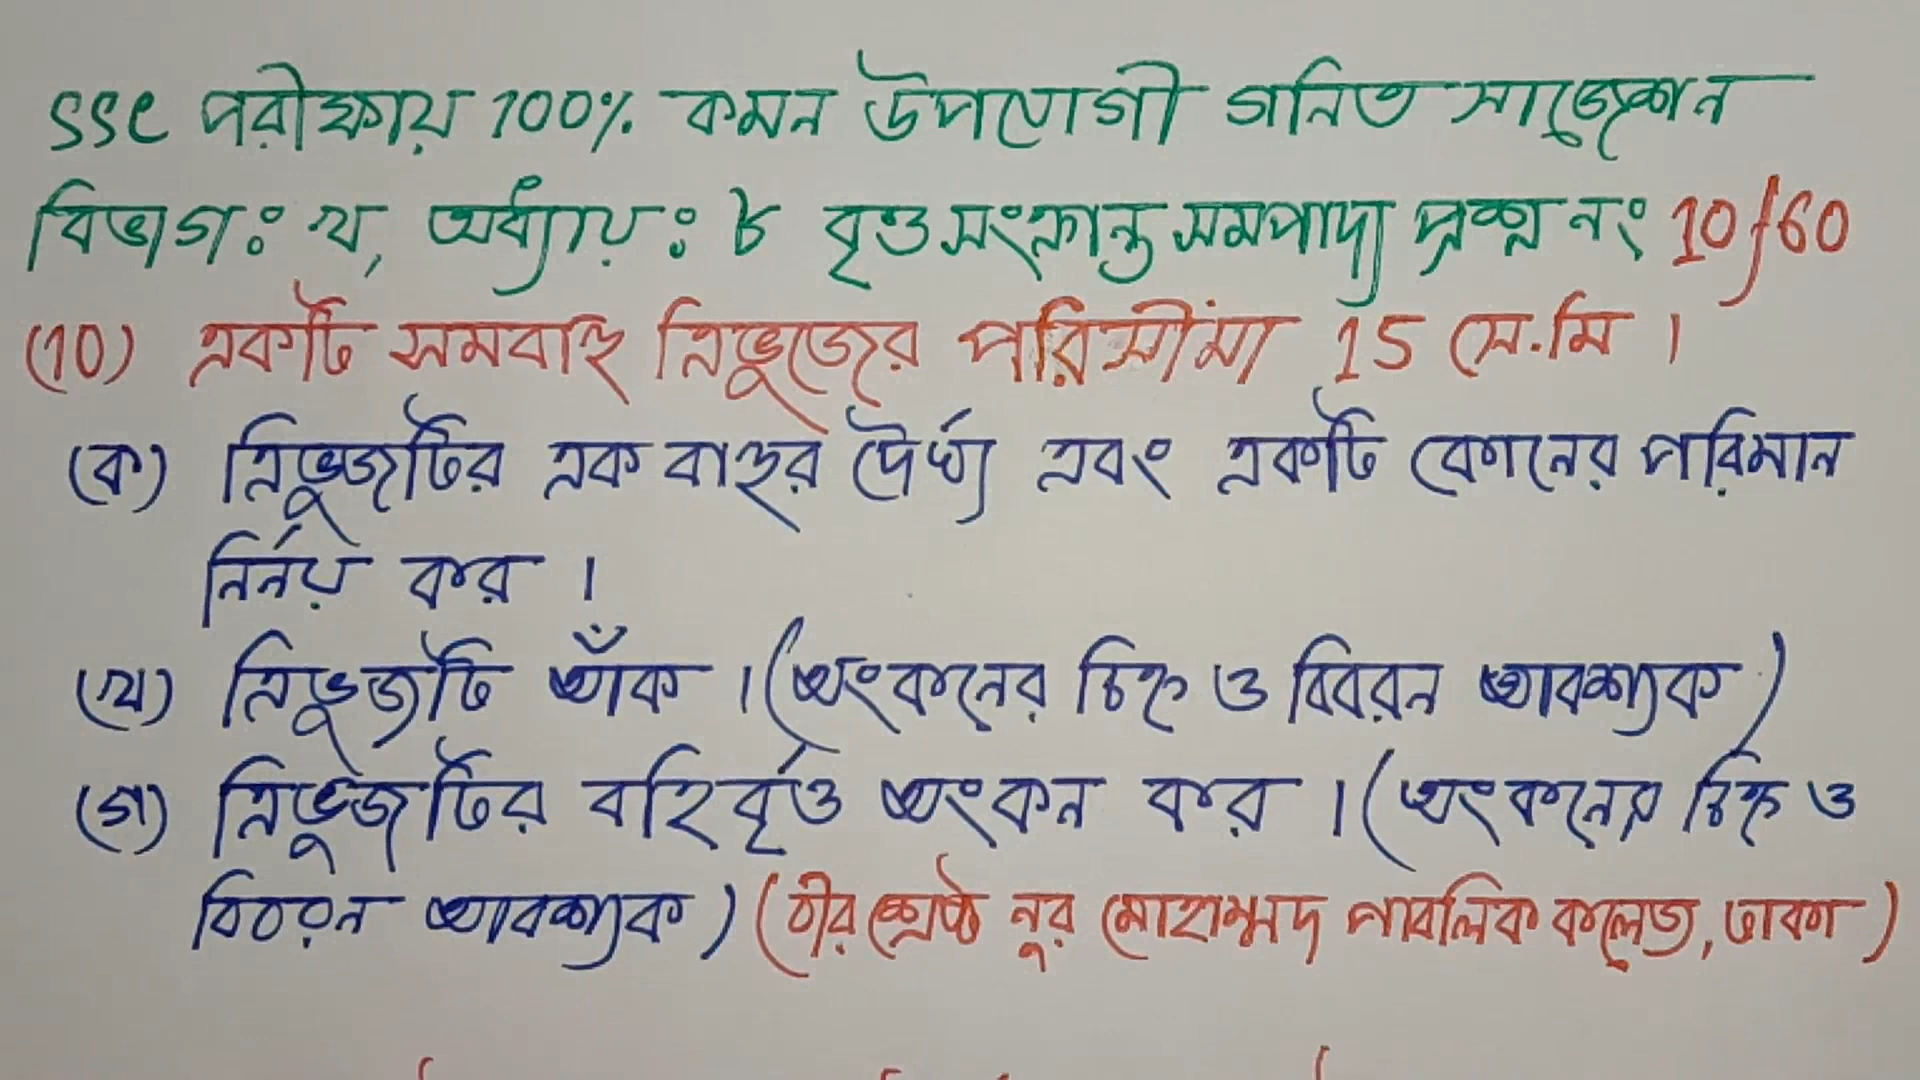 SSC পরীক্ষায় 100% কমন উপযোগী গনিত সাজেশন
বিভাগঃ খ, অধ্যায়ঃ ৮ বৃত্ত সংক্রান্ত সমপাদ্য প্রশ্ন নং 10/60
(10) একটি সমবাহু ত্রিভুজের পরিসীমা 15 সে.মি ।
(ক) ত্রিভুজটির এক বাহুর দৈর্ঘ্য এবং একটি কোনের পরিমান
নির্নয় কর ।
(খ) ত্রিভুজটি আঁক । (অংকনের চিহ্ন ও বিবরন আবশ্যক)
(গ) ত্রিভুজটির বহির্বৃত্ত অংকন কর । (অংকনের চিহ্ন ও
বিবরন আবশ্যক) (বীর শ্রেষ্ঠ নূর মোহাম্মদ পাবলিক কলেজ, ঢাকা)